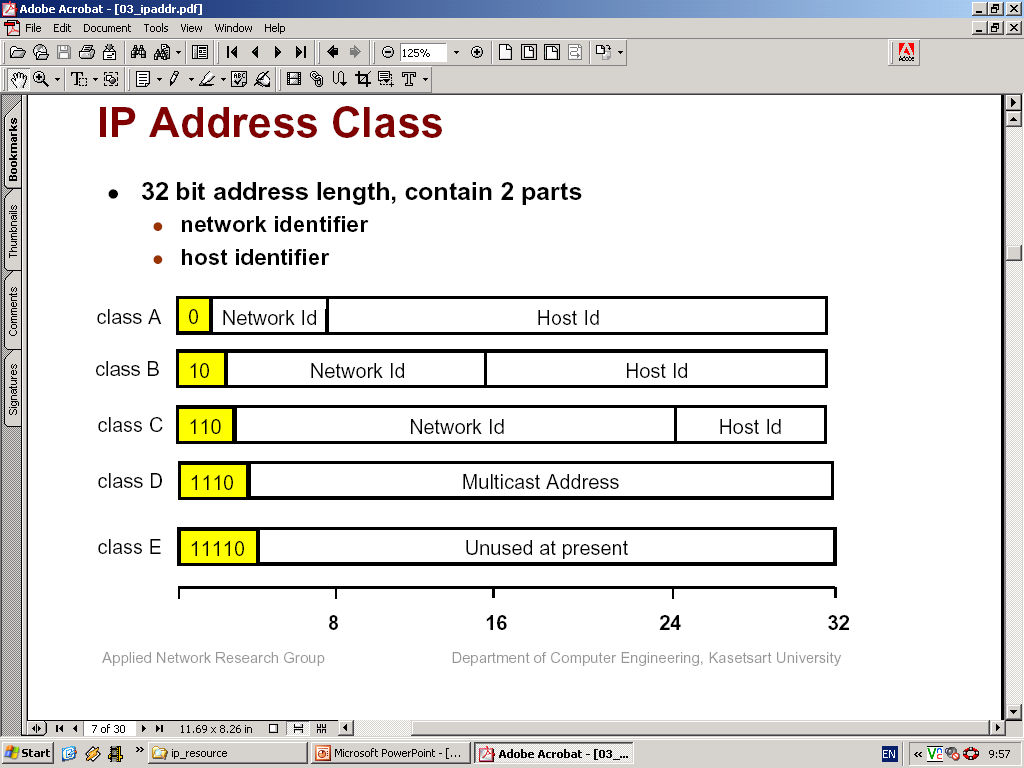 Adobe Acrobat - [03_ipaddr.pdf]
File Edit Document Tools View Window Help
125%
Adobe
Bookmarks
Thumbnails
Comments
Signatures
IP Address Class
32 bit address length, contain 2 parts
network identifier
host identifier
class A 0 Network Id Host Id
class B 10 Network Id Host Id
class C 110 Network Id Host Id
class D 1110 Multicast Address
class E 11110 Unused at present
8 16 24 32
Applied Network Research Group Department of Computer Engineering, Kasetsart University
7 of 30 11.69 x 8.26 in
Start » ip_resource Microsoft PowerPoint - [... Adobe Acrobat - [03_... EN « 9:57